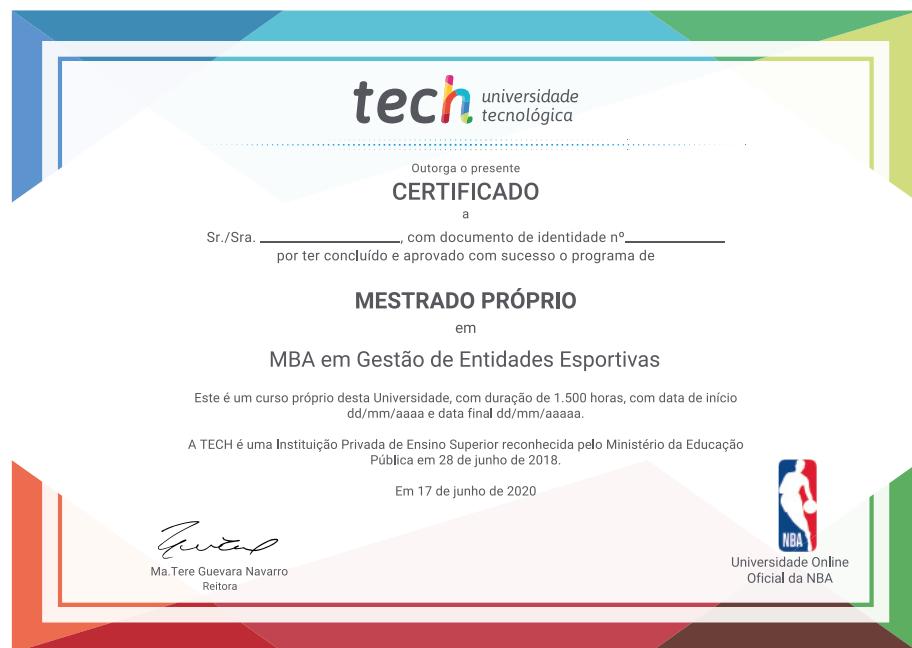 tech universidade
tecnológica
Outorga o presente
CERTIFICADO
a
Sr./Sra. ____________________, com documento de identidade nº______________
por ter concluído e aprovado com sucesso o programa de
MESTRADO PRÓPRIO
em
MBA em Gestão de Entidades Esportivas
Este é um curso próprio desta Universidade, com duração de 1.500 horas, com data de início
dd/mm/aaaa e data final dd/mm/aaaaa.
A TECH é uma Instituição Privada de Ensino Superior reconhecida pelo Ministério da Educação
Pública em 28 de junho de 2018.
Em 17 de junho de 2020
Ma.Tere Guevara Navarro
Reitora
NBA
Universidade Online
Oficial da NBA